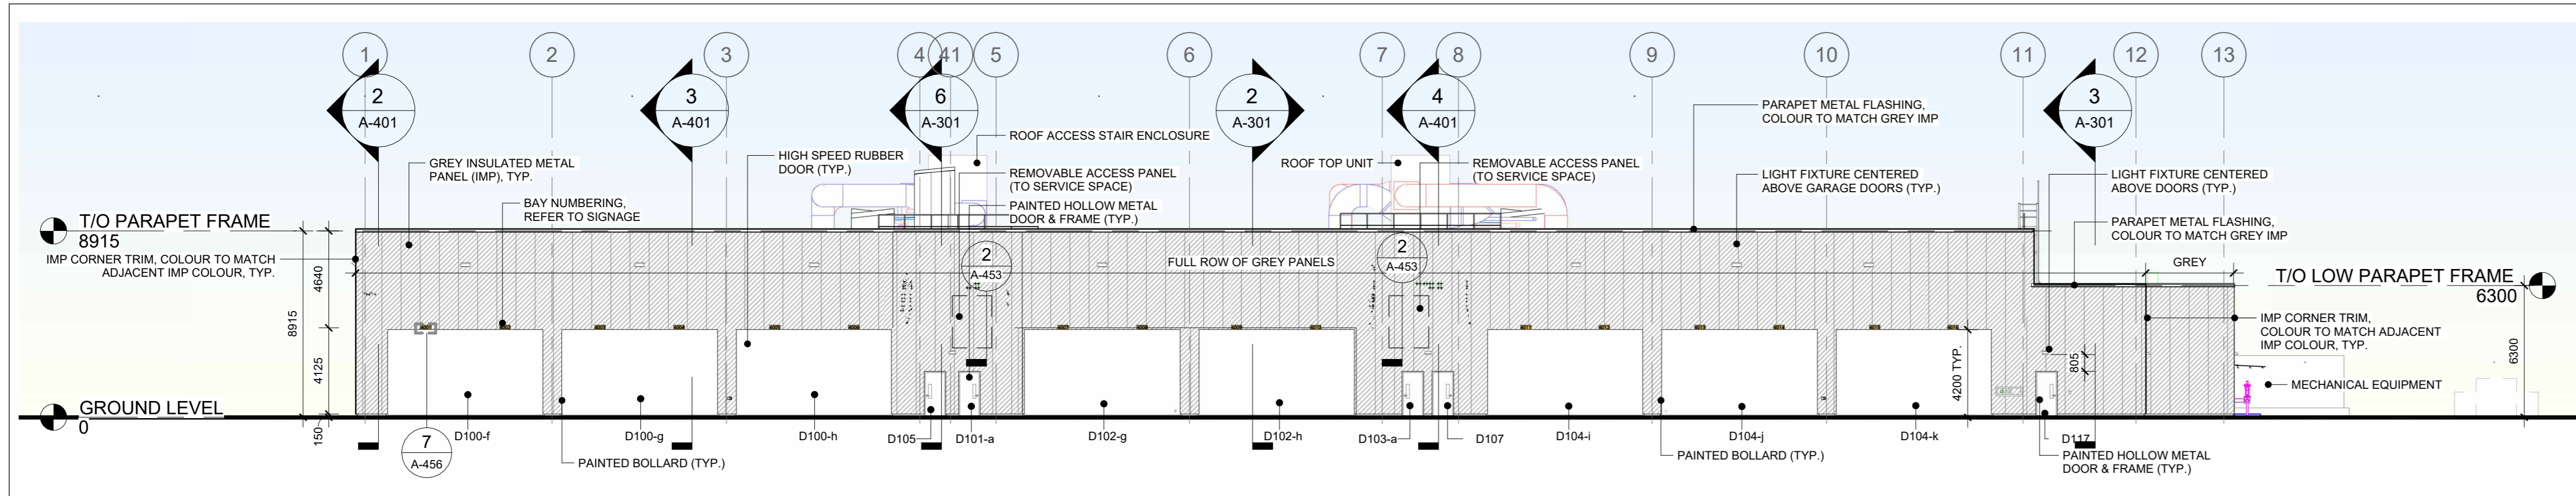 1
2
3
4
41
5
6
7
8
9
10
11
12
13
2
A-401
3
A-401
6
A-301
2
A-301
4
A-401
3
A-301
PARAPET METAL FLASHING,
COLOUR TO MATCH GREY IMP
ROOF ACCESS STAIR ENCLOSURE
GREY INSULATED METAL
PANEL (IMP), TYP.
HIGH SPEED RUBBER
DOOR (TYP.)
ROOF TOP UNIT
REMOVABLE ACCESS PANEL
(TO SERVICE SPACE)
REMOVABLE ACCESS PANEL
(TO SERVICE SPACE)
LIGHT FIXTURE CENTERED
ABOVE GARAGE DOORS (TYP.)
LIGHT FIXTURE CENTERED
ABOVE DOORS (TYP.)
BAY NUMBERING,
REFER TO SIGNAGE
PAINTED HOLLOW METAL
DOOR & FRAME (TYP.)
T/O PARAPET FRAME
8915
PARAPET METAL FLASHING,
COLOUR TO MATCH GREY IMP
IMP CORNER TRIM, COLOUR TO MATCH
ADJACENT IMP COLOUR, TYP.
2
A-453
FULL ROW OF GREY PANELS
2
A-453
GREY
T/O LOW PARAPET FRAME
6300
4640
8915
4125
150
IMP CORNER TRIM,
COLOUR TO MATCH ADJACENT
IMP COLOUR, TYP.
4200 TYP.
805
6300
MECHANICAL EQUIPMENT
GROUND LEVEL
0
D100-f
D100-g
D100-h
D105
D101-a
D102-g
D102-h
D103-a
D107
D104-i
D104-j
D104-k
D117
7
A-456
PAINTED BOLLARD (TYP.)
PAINTED BOLLARD (TYP.)
PAINTED HOLLOW METAL
DOOR & FRAME (TYP.)